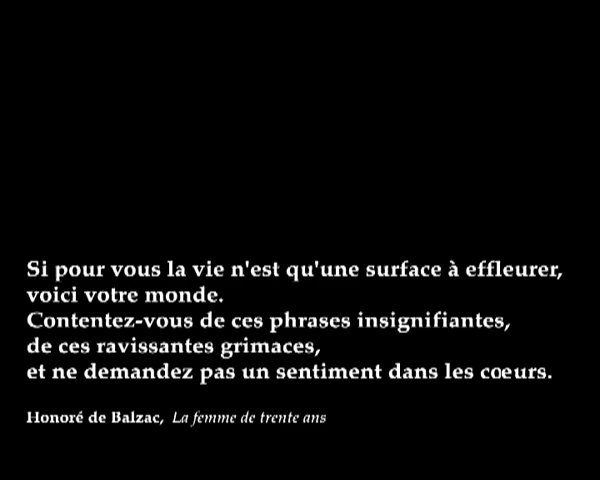 Si pour vous la vie n'est qu'une surface à effleurer,
voici votre monde.
Contentez-vous de ces phrases insignifiantes,
de ces ravissantes grimaces,
et ne demandez pas un sentiment dans les cœurs.
Honoré de Balzac, La femme de trente ans